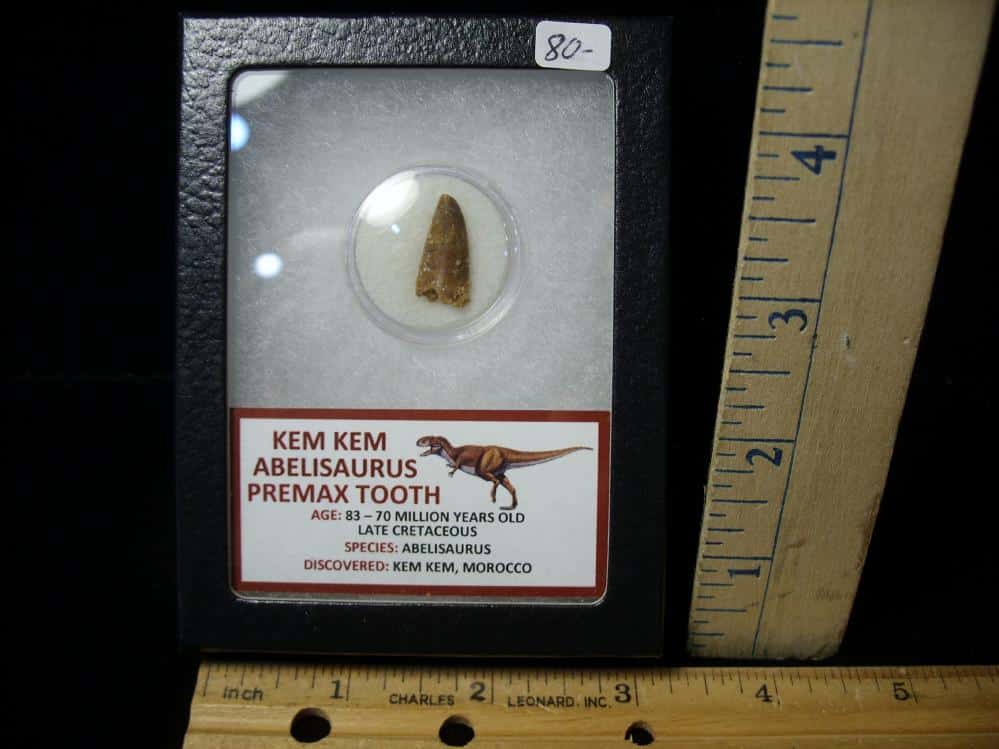 80-
KEM KEM
ABELISAURUS
PREMAX TOOTH
AGE: 83 – 70 MILLION YEARS OLD
LATE CRETACEOUS
SPECIES: ABELISAURUS
DISCOVERED: KEM KEM, MOROCCO
4
3
2
1
Inch 1 CHARLES 2 LEONARD, INC. 3 4 5